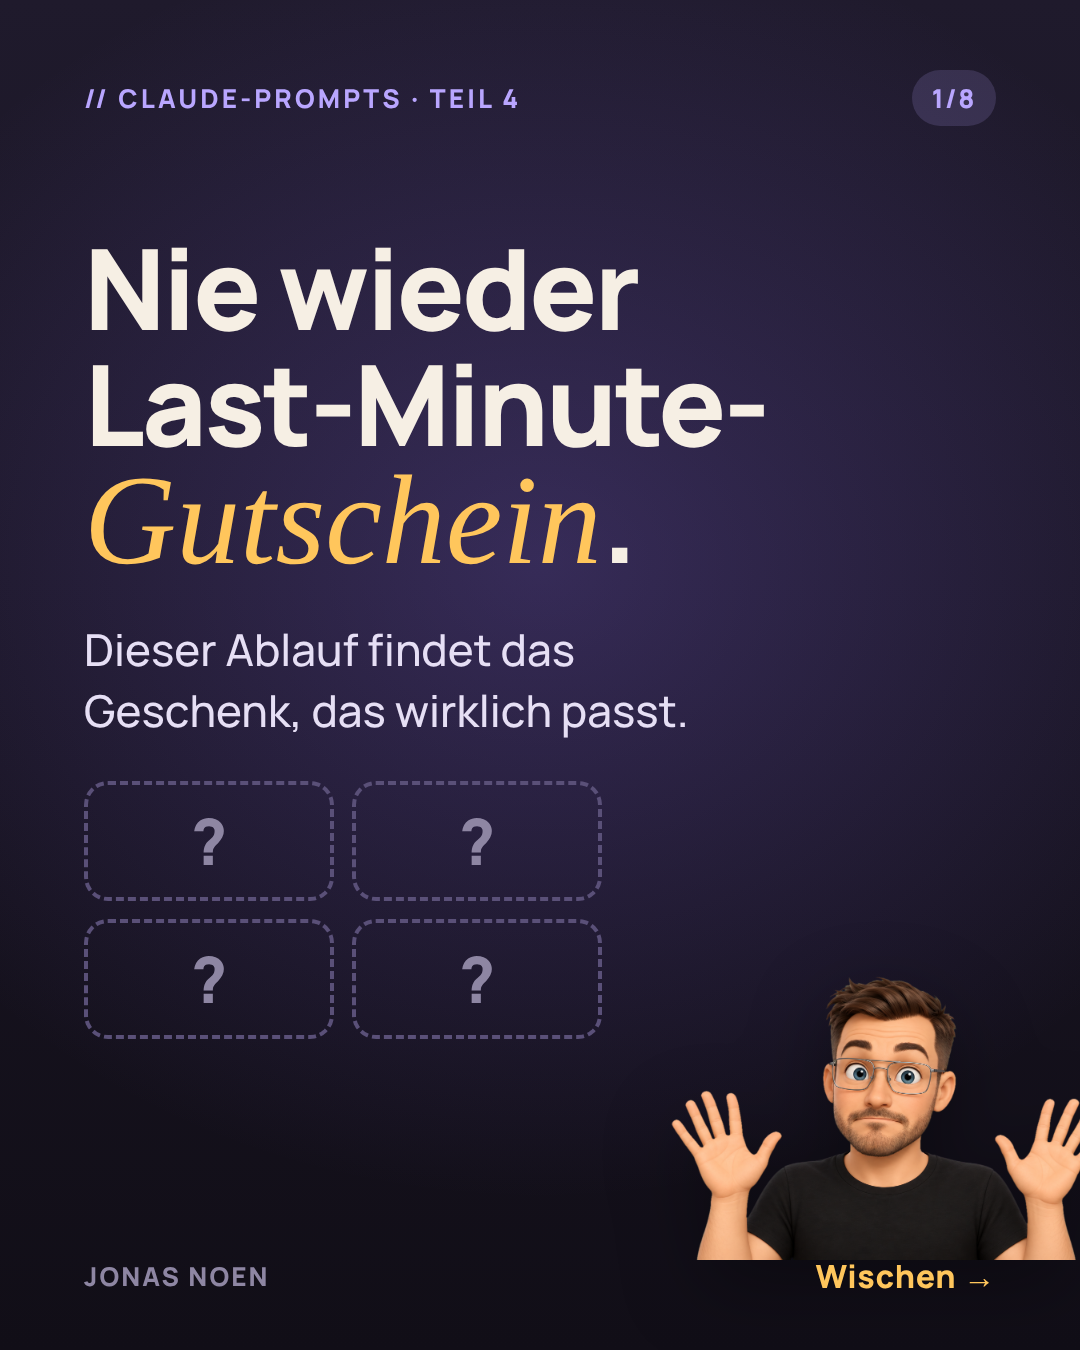 // CLAUDE-PROMPTS · TEIL 4
1/8
Nie wieder
Last-Minute-
Gutschein.
Dieser Ablauf findet das
Geschenk, das wirklich passt.
? ?
? ?
JONAS NOEN
Wischen →